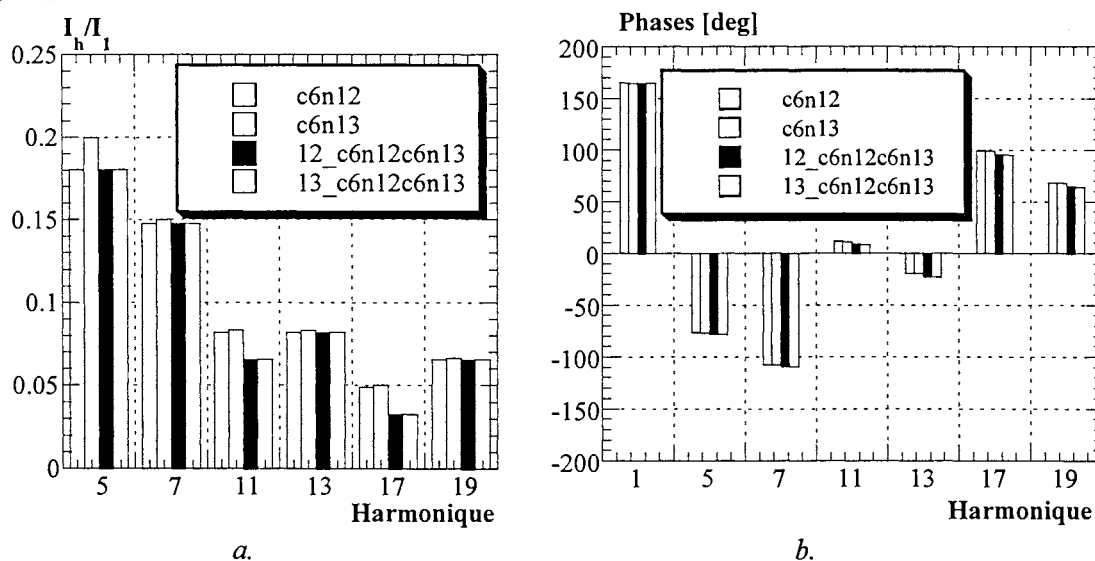 I_h/I_1
0.25
0.2
0.15
0.1
0.05
0
c6n12
c6n13
12_c6n12c6n13
13_c6n12c6n13
5 7 11 13 17 19
Harmonique
a.
Phases [deg]
200
150
100
50
0
-50
-100
-150
-200
c6n12
c6n13
12_c6n12c6n13
13_c6n12c6n13
1 5 7 11 13 17 19
Harmonique
b.